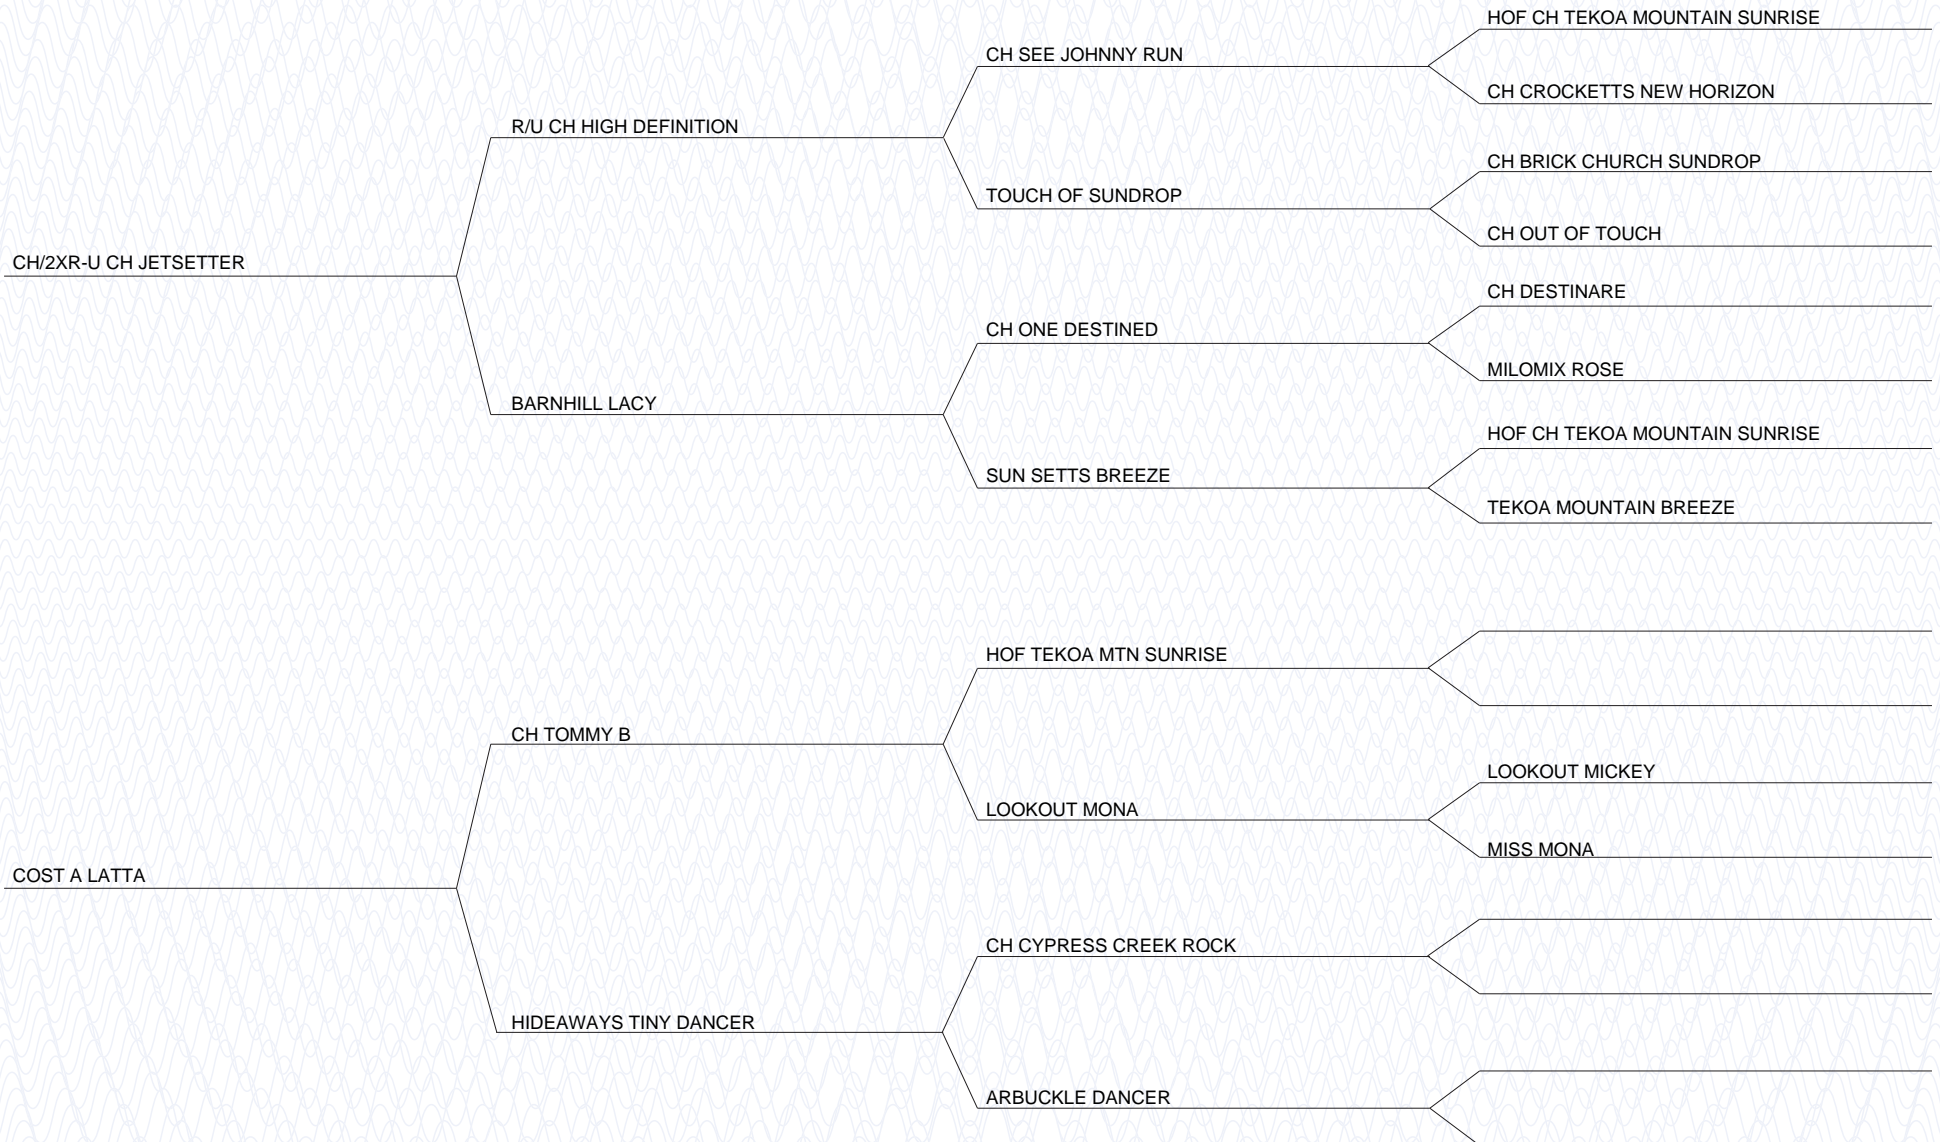 HOF CH TEKOA MOUNTAIN SUNRISE
CH SEE JOHNNY RUN
CH CROCKETTS NEW HORIZON
R/U CH HIGH DEFINITION
CH BRICK CHURCH SUNDROP
TOUCH OF SUNDROP
CH OUT OF TOUCH
CH/2XR-U CH JETSETTER
CH DESTINARE
CH ONE DESTINED
MILOMIX ROSE
BARNHILL LACY
HOF CH TEKOA MOUNTAIN SUNRISE
SUN SETTS BREEZE
TEKOA MOUNTAIN BREEZE
HOF TEKOA MTN SUNRISE
CH TOMMY B
LOOKOUT MICKEY
LOOKOUT MONA
MISS MONA
COST A LATTA
CH CYPRESS CREEK ROCK
HIDEAWAYS TINY DANCER
ARBUCKLE DANCER